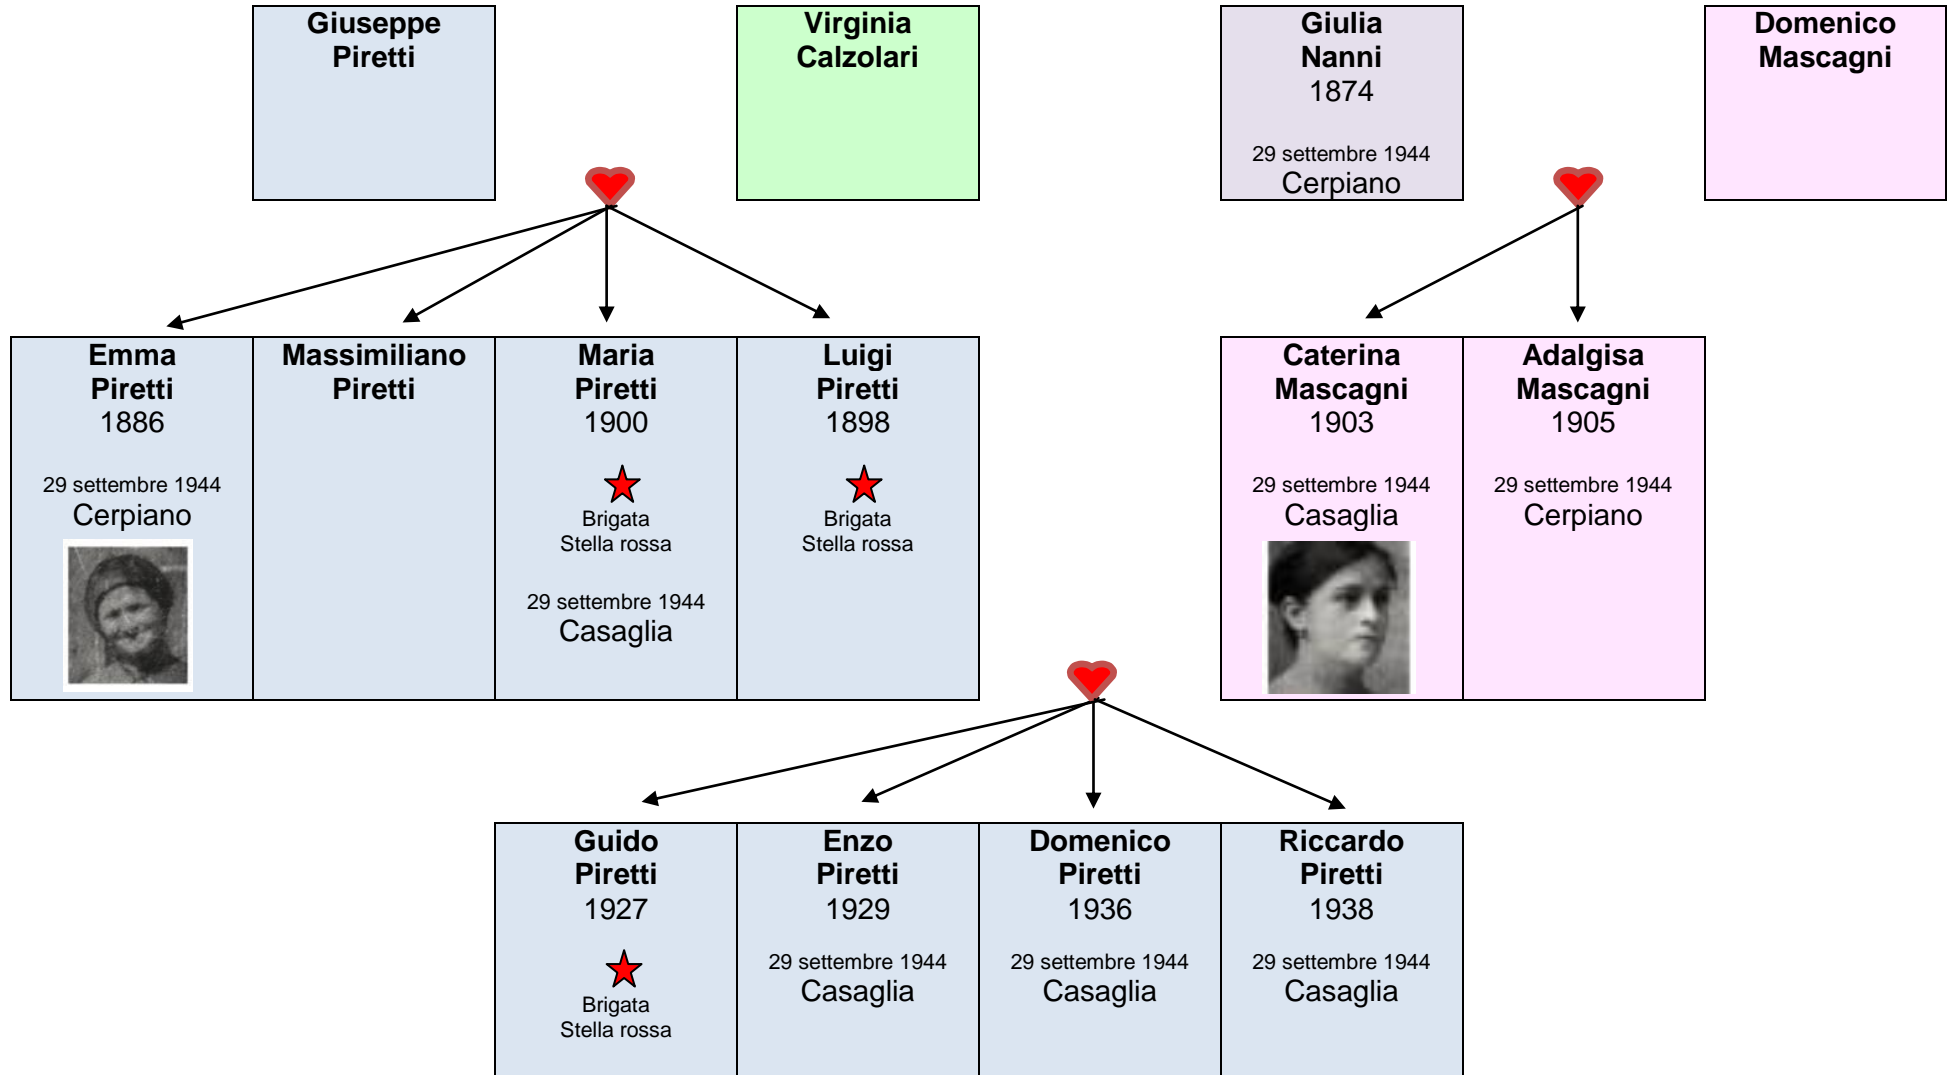 Giuseppe
Piretti
Virginia
Calzolari
Giulia
Nanni
1874
29 settembre 1944
Cerpiano
Domenico
Mascagni
Emma
Piretti
1886
29 settembre 1944
Cerpiano
Massimiliano
Piretti
Maria
Piretti
1900
Brigata
Stella rossa
29 settembre 1944
Casaglia
Luigi
Piretti
1898
Brigata
Stella rossa
Caterina
Mascagni
1903
29 settembre 1944
Casaglia
Adalgisa
Mascagni
1905
29 settembre 1944
Cerpiano
Guido
Piretti
1927
Brigata
Stella rossa
Enzo
Piretti
1929
29 settembre 1944
Casaglia
Domenico
Piretti
1936
29 settembre 1944
Casaglia
Riccardo
Piretti
1938
29 settembre 1944
Casaglia